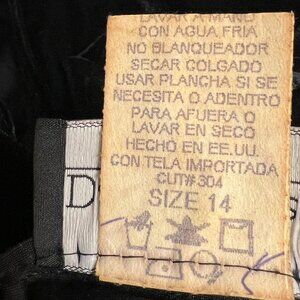 LAVAR A MANO
CON AGUA FRIA
NO BLANQUEADOR
SECAR COLGADO
USAR PLANCHA SI SE
NECESITA O ADENTRO
PARA AFUERA O
LAVAR EN SECO
HECHO EN EE.UU.
CON TELA IMPORTADA
CUT# 304
SIZE 14
D
S